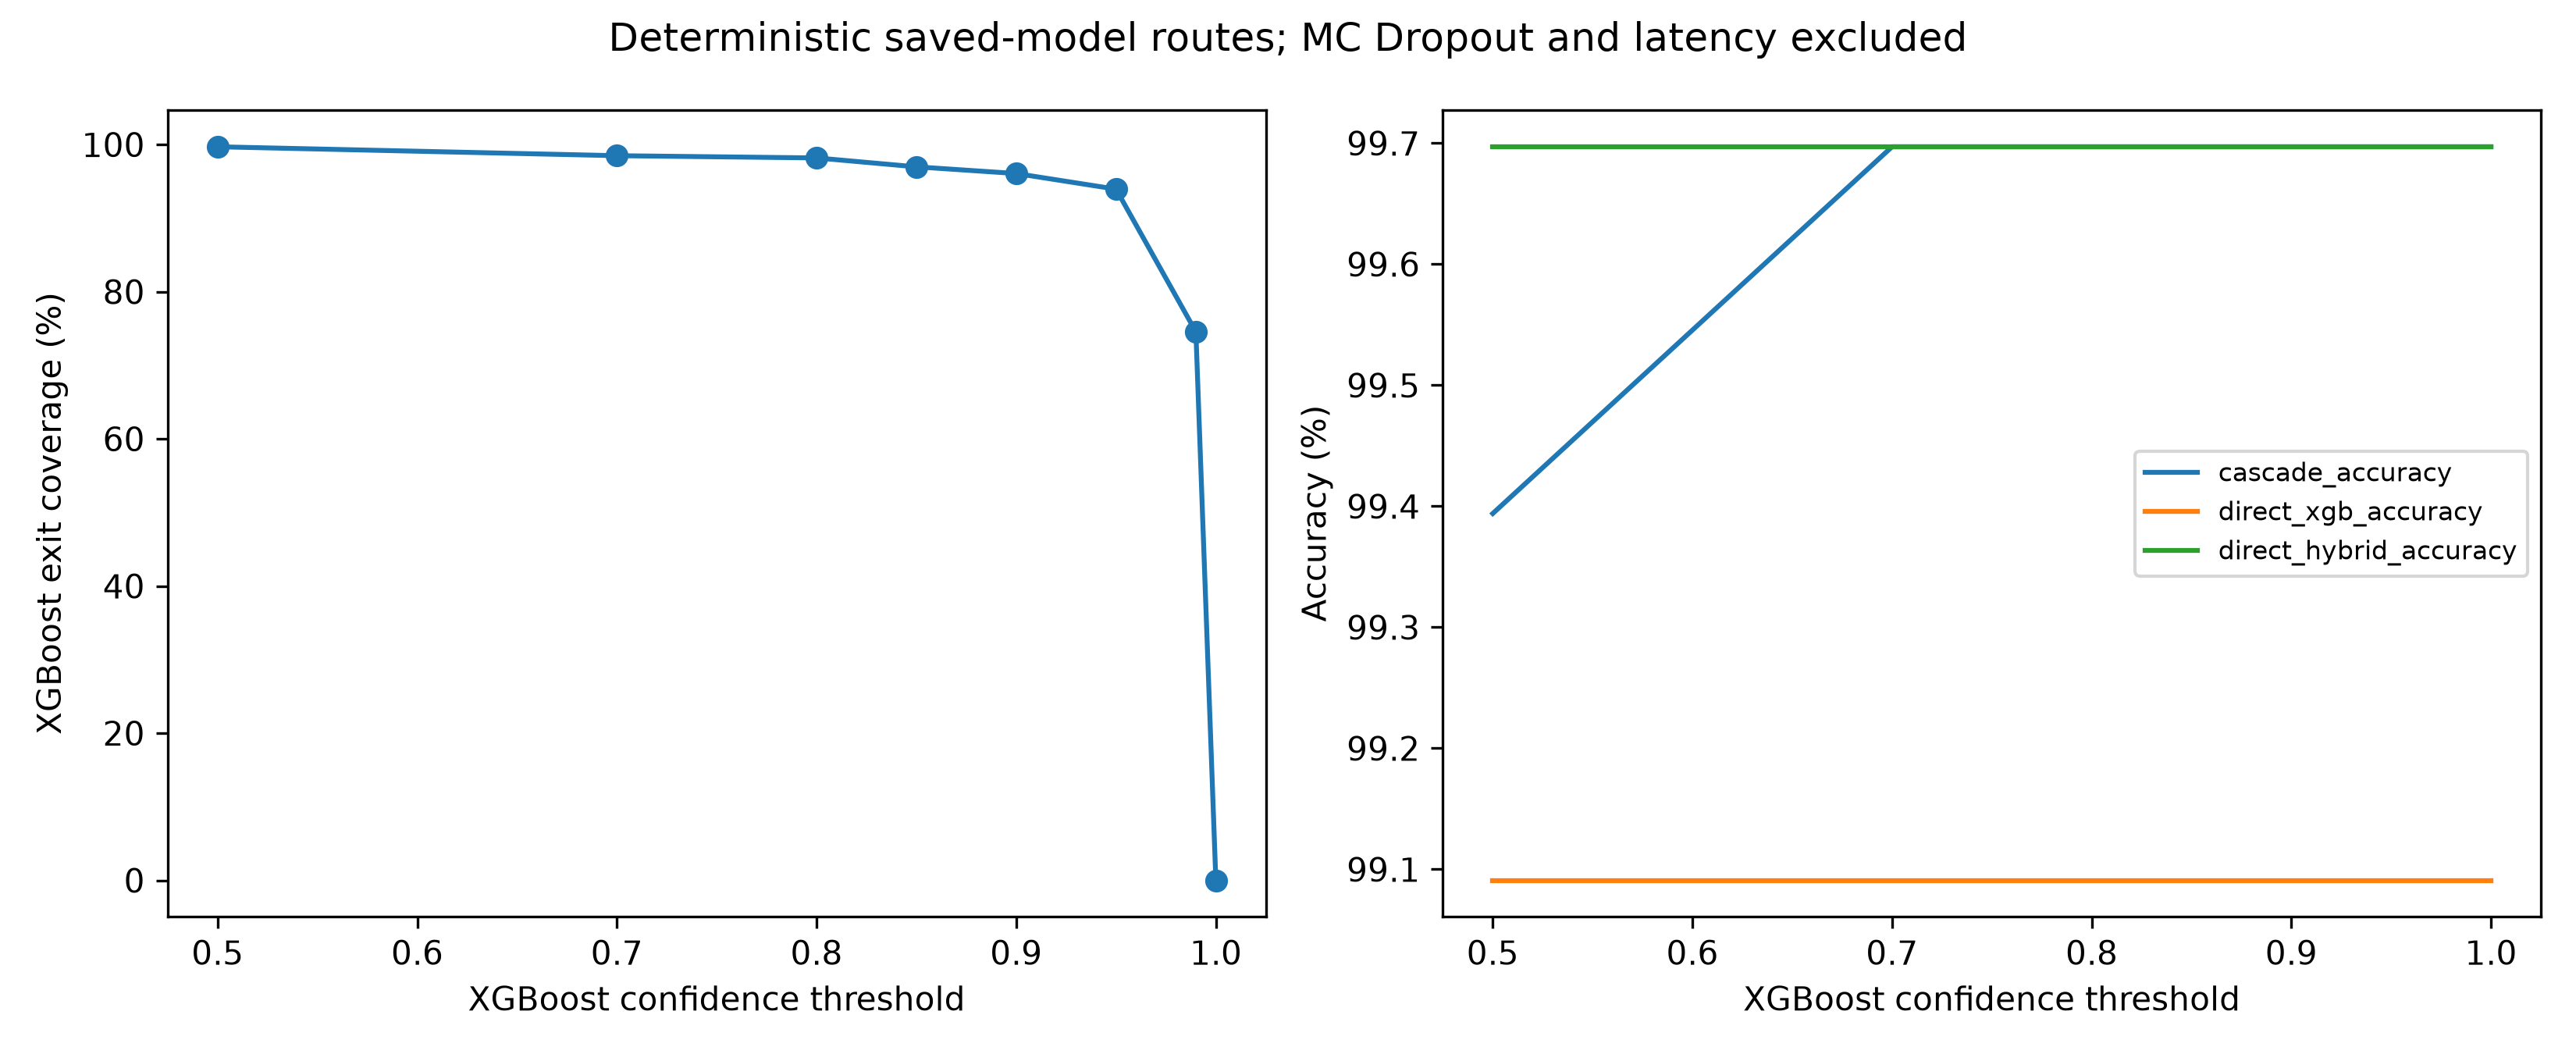 Deterministic saved-model routes; MC Dropout and latency excluded
XGBoost exit coverage (%)
100
80
60
40
20
0
0.5 0.6 0.7 0.8 0.9 1.0
XGBoost confidence threshold
Accuracy (%)
99.7
99.6
99.5
99.4
99.3
99.2
99.1
cascade_accuracy
direct_xgb_accuracy
direct_hybrid_accuracy
0.5 0.6 0.7 0.8 0.9 1.0
XGBoost confidence threshold